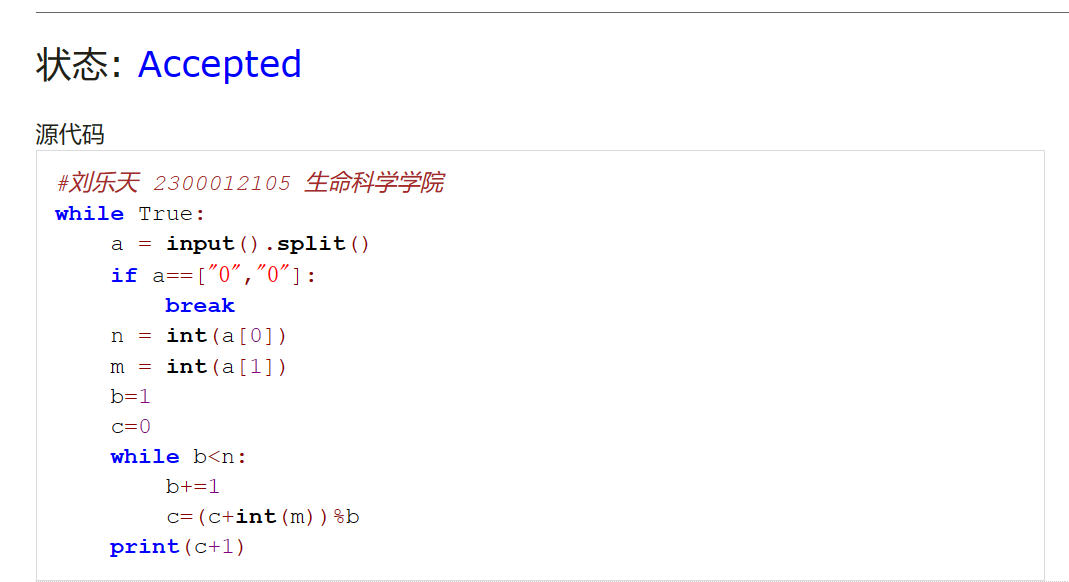 状态: Accepted
源代码
#刘乐天 2300012105 生命科学学院
while True:
    a = input().split()
    if a==["0","0"]:
        break
    n = int(a[0])
    m = int(a[1])
    b=1
    c=0
    while b<n:
        b+=1
        c=(c+int(m))%b
    print(c+1)